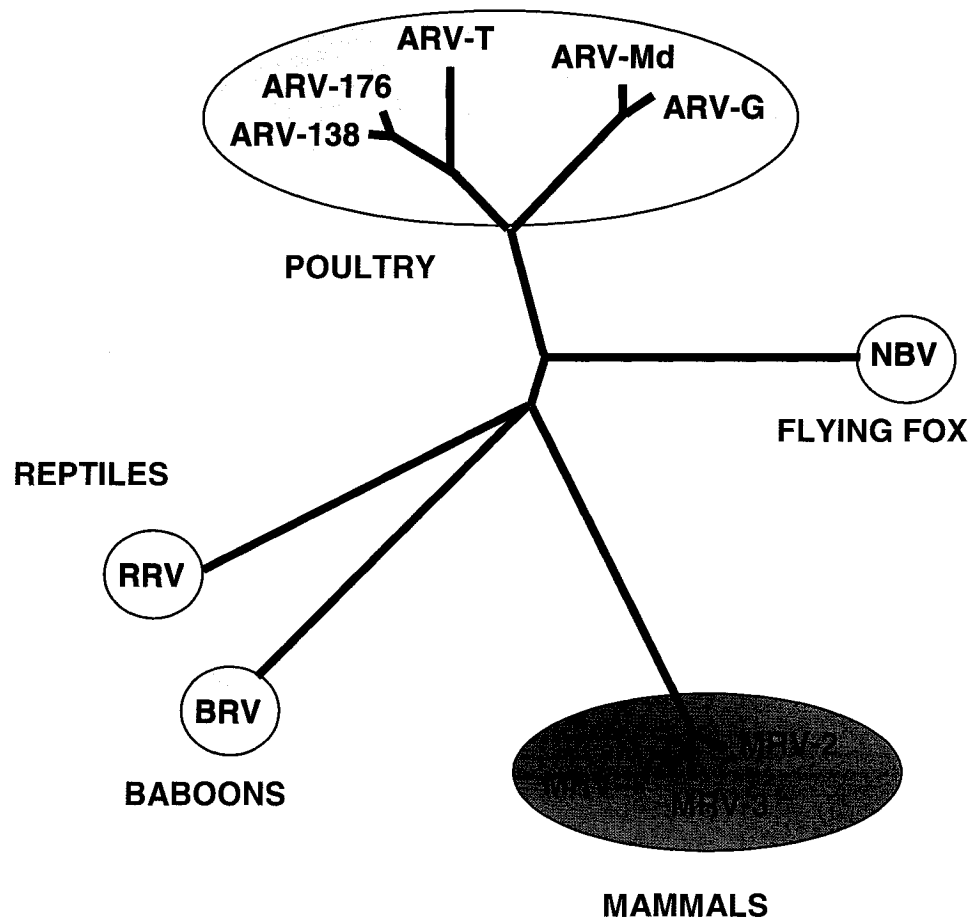 ARV-T
ARV-Md
ARV-176
ARV-G
ARV-138
POULTRY
NBV
FLYING FOX
REPTILES
RRV
BRV
MRV-2
MRV-3
BABOONS
MAMMALS